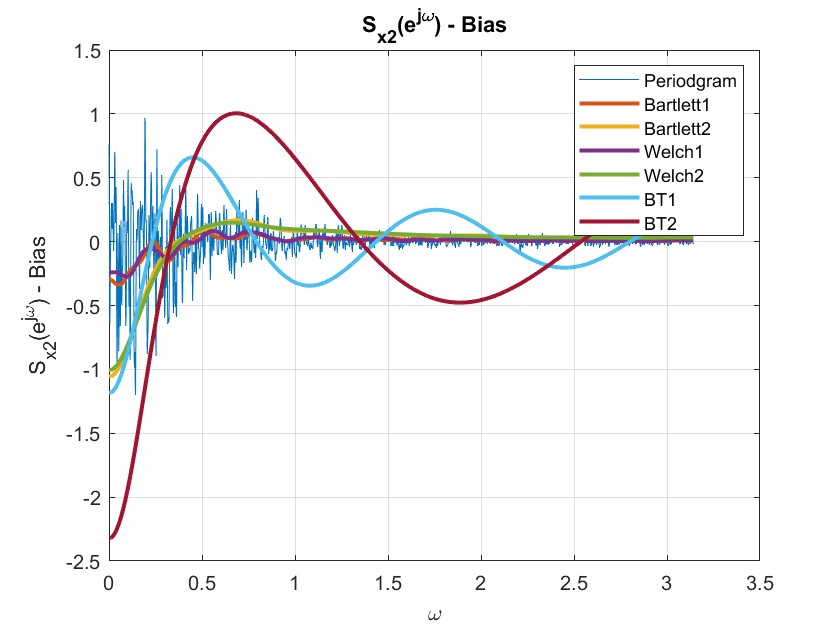 S_x2(e^jω) - Bias
1.5
1
0.5
0
-0.5
-1
-1.5
-2
-2.5
S_x2(e^jω) - Bias
0
0.5
1
1.5
2
2.5
3
3.5
ω
Periodgram
Bartlett1
Bartlett2
Welch1
Welch2
BT1
BT2